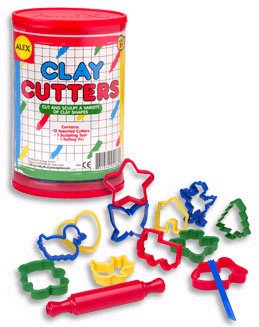 ALEX
CLAY
CUTTERS
CUT AND SCULPT A VARIETY
OF CLAY SHAPES
Contains
• 12 Assorted Cutters
• 1 Sculpting Tool
• 1 Rolling Pin